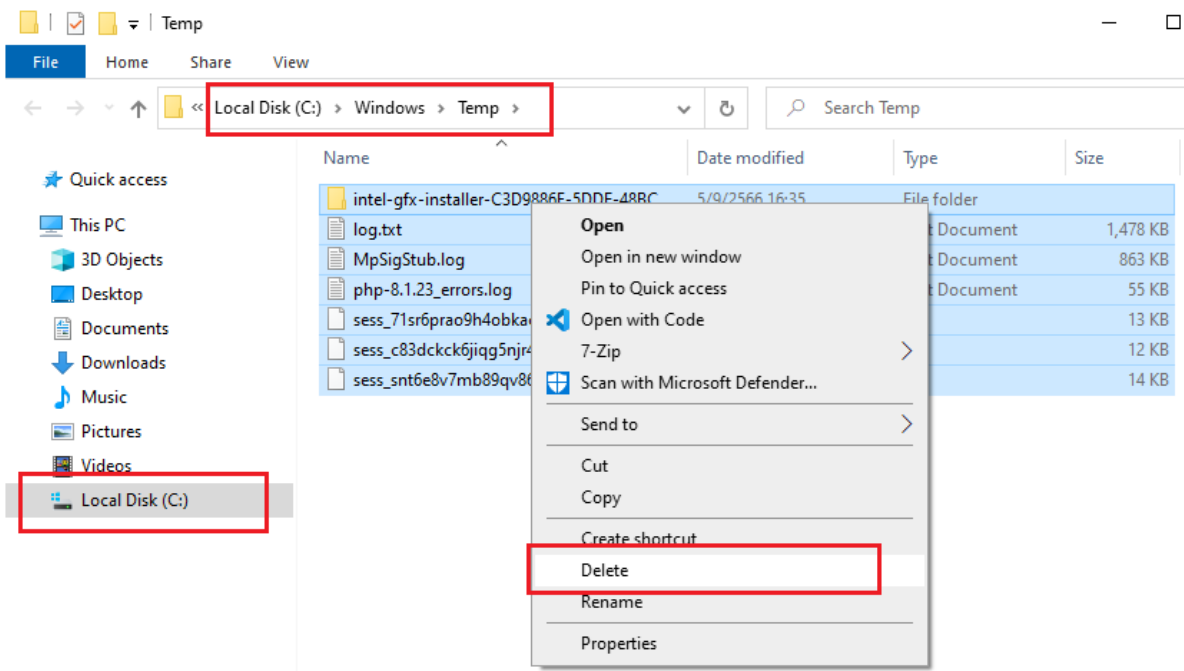 Temp
File Home Share View
« Local Disk (C:) › Windows › Temp › Search Temp
Name Date modified Type Size
Quick access
This PC
3D Objects
Desktop
Documents
Downloads
Music
Pictures
Videos
Local Disk (C:)
intel-gfx-installer-C3D9886F-5DDF-48BC 5/9/2566 16:35 File folder
log.txt t Document 1,478 KB
MpSigStub.log t Document 863 KB
php-8.1.23_errors.log t Document 55 KB
13 KB
12 KB
14 KB
Open
Open in new window
Pin to Quick access
Open with Code
7-Zip
Scan with Microsoft Defender...
Send to
Cut
Copy
Create shortcut
Delete
Rename
Properties